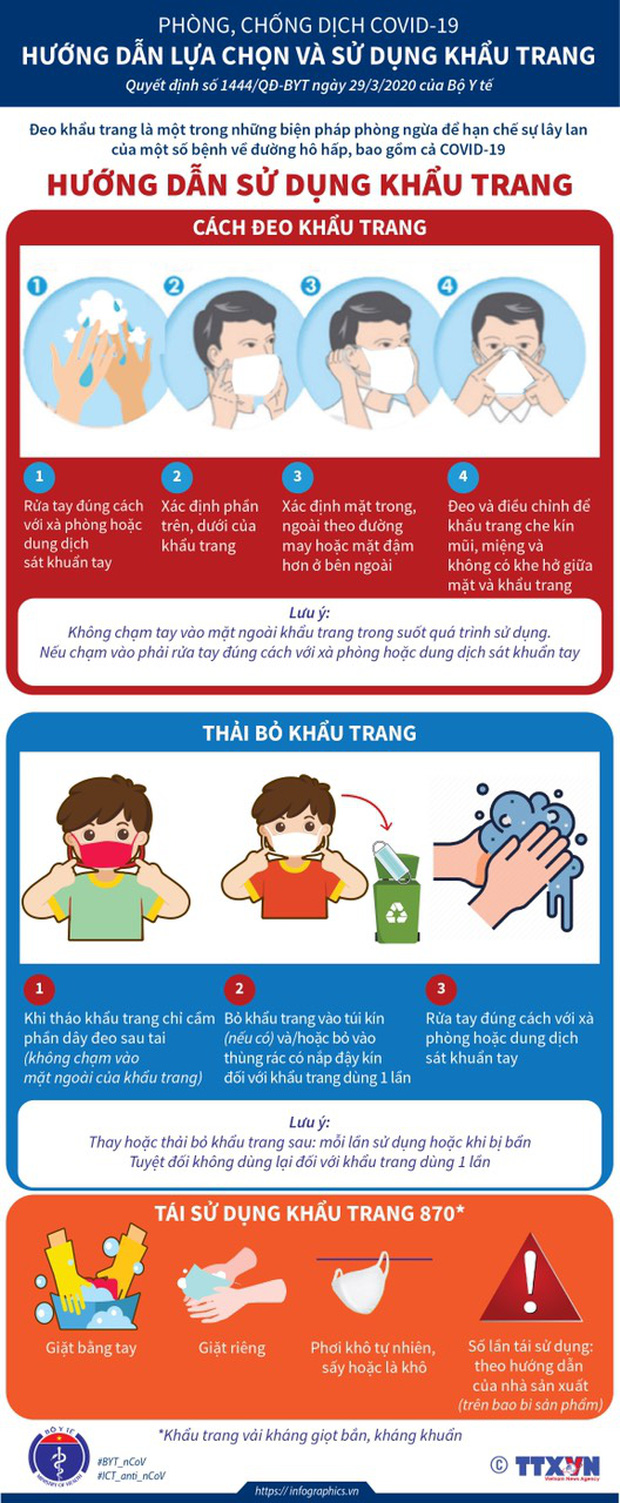 PHÒNG, CHỐNG DỊCH COVID-19
HƯỚNG DẪN LỰA CHỌN VÀ SỬ DỤNG KHẨU TRANG
Quyết định số 1444/QĐ-BYT ngày 29/3/2020 của Bộ Y tế
Đeo khẩu trang là một trong những biện pháp phòng ngừa để hạn chế sự lây lan
của một số bệnh về đường hô hấp, bao gồm cả COVID-19
HƯỚNG DẪN SỬ DỤNG KHẨU TRANG
CÁCH ĐEO KHẨU TRANG
1
2
3
4
1
Rửa tay đúng cách
với xà phòng hoặc
dung dịch
sát khuẩn tay
2
Xác định phần
trên, dưới của
khẩu trang
3
Xác định mặt trong,
ngoài theo đường
may hoặc mặt đậm
hơn ở bên ngoài
4
Đeo và điều chỉnh để
khẩu trang che kín
mũi, miệng và
không có khe hở giữa
mặt và khẩu trang
Lưu ý:
Không chạm tay vào mặt ngoài khẩu trang trong suốt quá trình sử dụng.
Nếu chạm vào phải rửa tay đúng cách với xà phòng hoặc dung dịch sát khuẩn tay
THẢI BỎ KHẨU TRANG
1
Khi tháo khẩu trang chỉ cầm
phần dây đeo sau tai
(không chạm vào
mặt ngoài của khẩu trang)
2
Bỏ khẩu trang vào túi kín
(nếu có) và/hoặc bỏ vào
thùng rác có nắp đậy kín
đối với khẩu trang dùng 1 lần
3
Rửa tay đúng cách với xà
phòng hoặc dung dịch
sát khuẩn tay
Lưu ý:
Thay hoặc thải bỏ khẩu trang sau: mỗi lần sử dụng hoặc khi bị bẩn
Tuyệt đối không dùng lại đối với khẩu trang dùng 1 lần
TÁI SỬ DỤNG KHẨU TRANG 870*
Giặt bằng tay
Giặt riêng
Phơi khô tự nhiên,
sấy hoặc là khô
Số lần tái sử dụng:
theo hướng dẫn
của nhà sản xuất
(trên bao bì sản phẩm)
*Khẩu trang vải kháng giọt bắn, kháng khuẩn
BỘ Y TẾ
MINISTRY OF HEALTH
#BYT_nCoV
#ICT_anti_nCoV
© TTXVN
Vietnam News Agency
https://infographics.vn